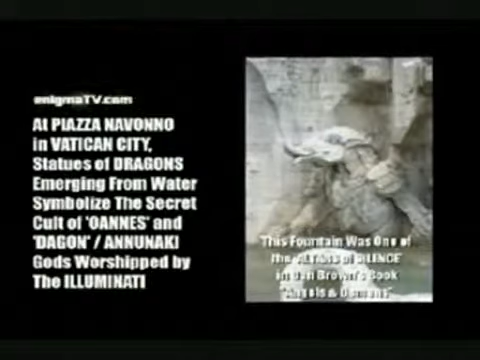 enigmaTV.com
At PIAZZA NAVONNO
in VATICAN CITY,
Statues of DRAGONS
Emerging From Water
Symbolize The Secret
Cult of 'OANNES' and
'DAGON' / ANNUNAKI
Gods Worshipped by
The ILLUMINATI
This Fountain Was One of
the 'ALTARS of SILENCE'
in Dan Brown's Book
"Angels & Demons"